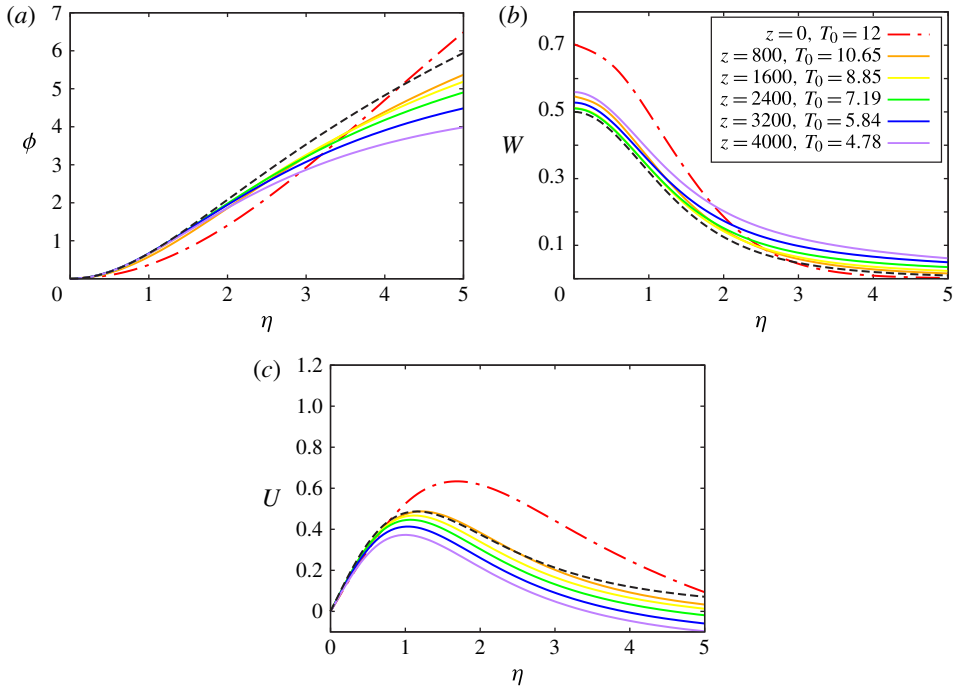 (a)
7
6
5
4
3
2
1
0
1
2
3
4
5
ϕ
η
(b)
0.7
0.5
0.3
0.1
0
1
2
3
4
5
W
η
z = 0, T0 = 12
z = 800, T0 = 10.65
z = 1600, T0 = 8.85
z = 2400, T0 = 7.19
z = 3200, T0 = 5.84
z = 4000, T0 = 4.78
(c)
1.2
1.0
0.8
0.6
0.4
0.2
0
0
1
2
3
4
5
U
η